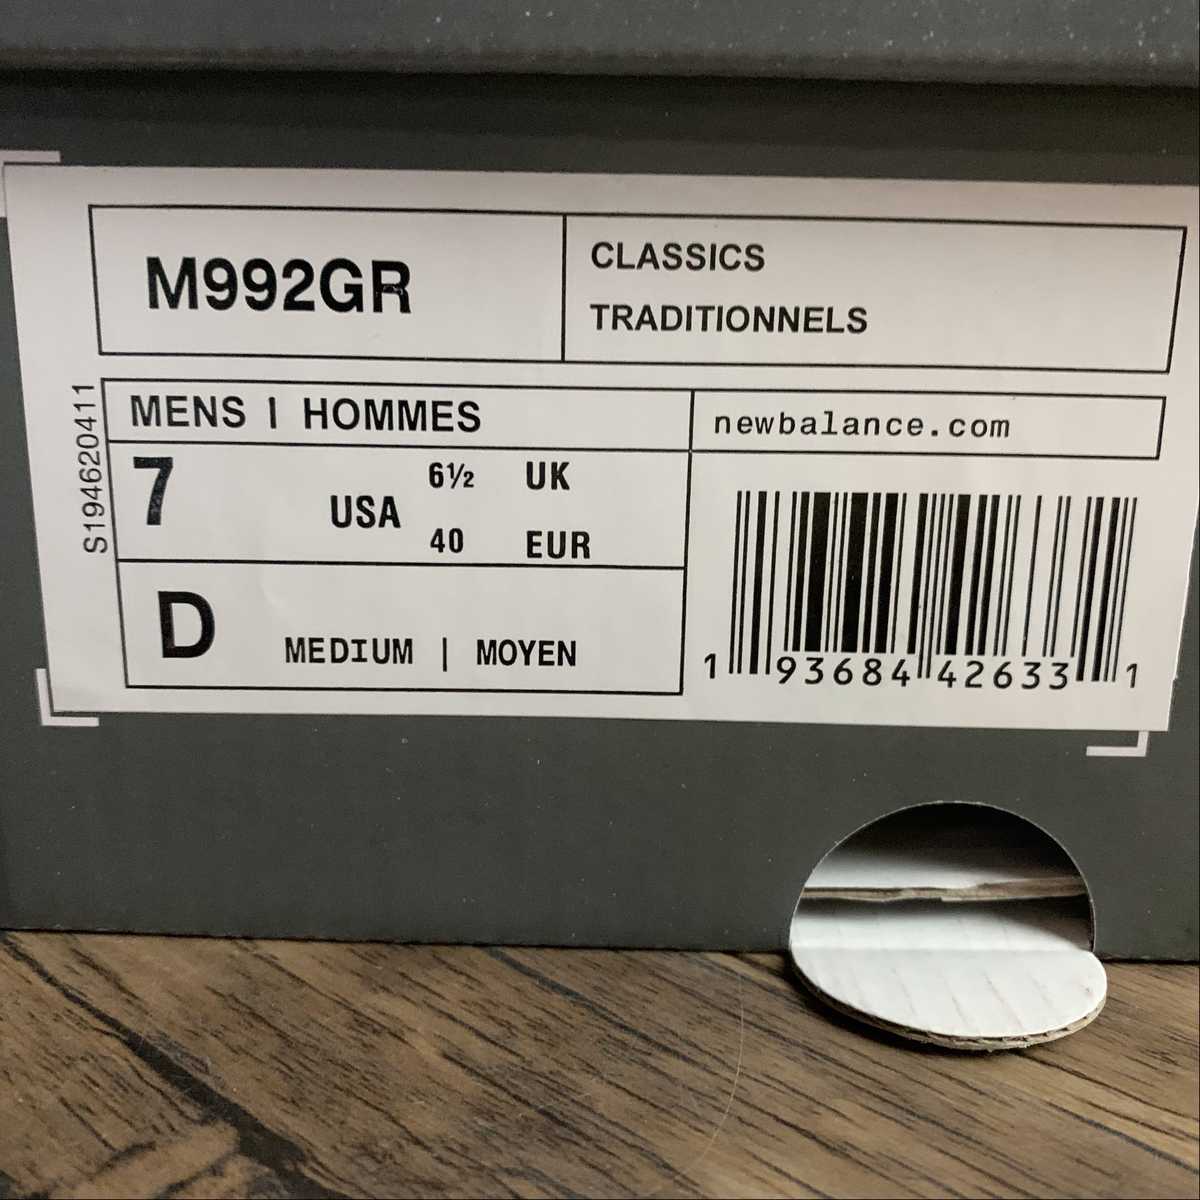 M992GR
CLASSICS
TRADITIONNELS
S194620411
MENS | HOMMES
newbalance.com
7 USA 6½ UK
40 EUR
D MEDIUM | MOYEN
1 93684 42633 1